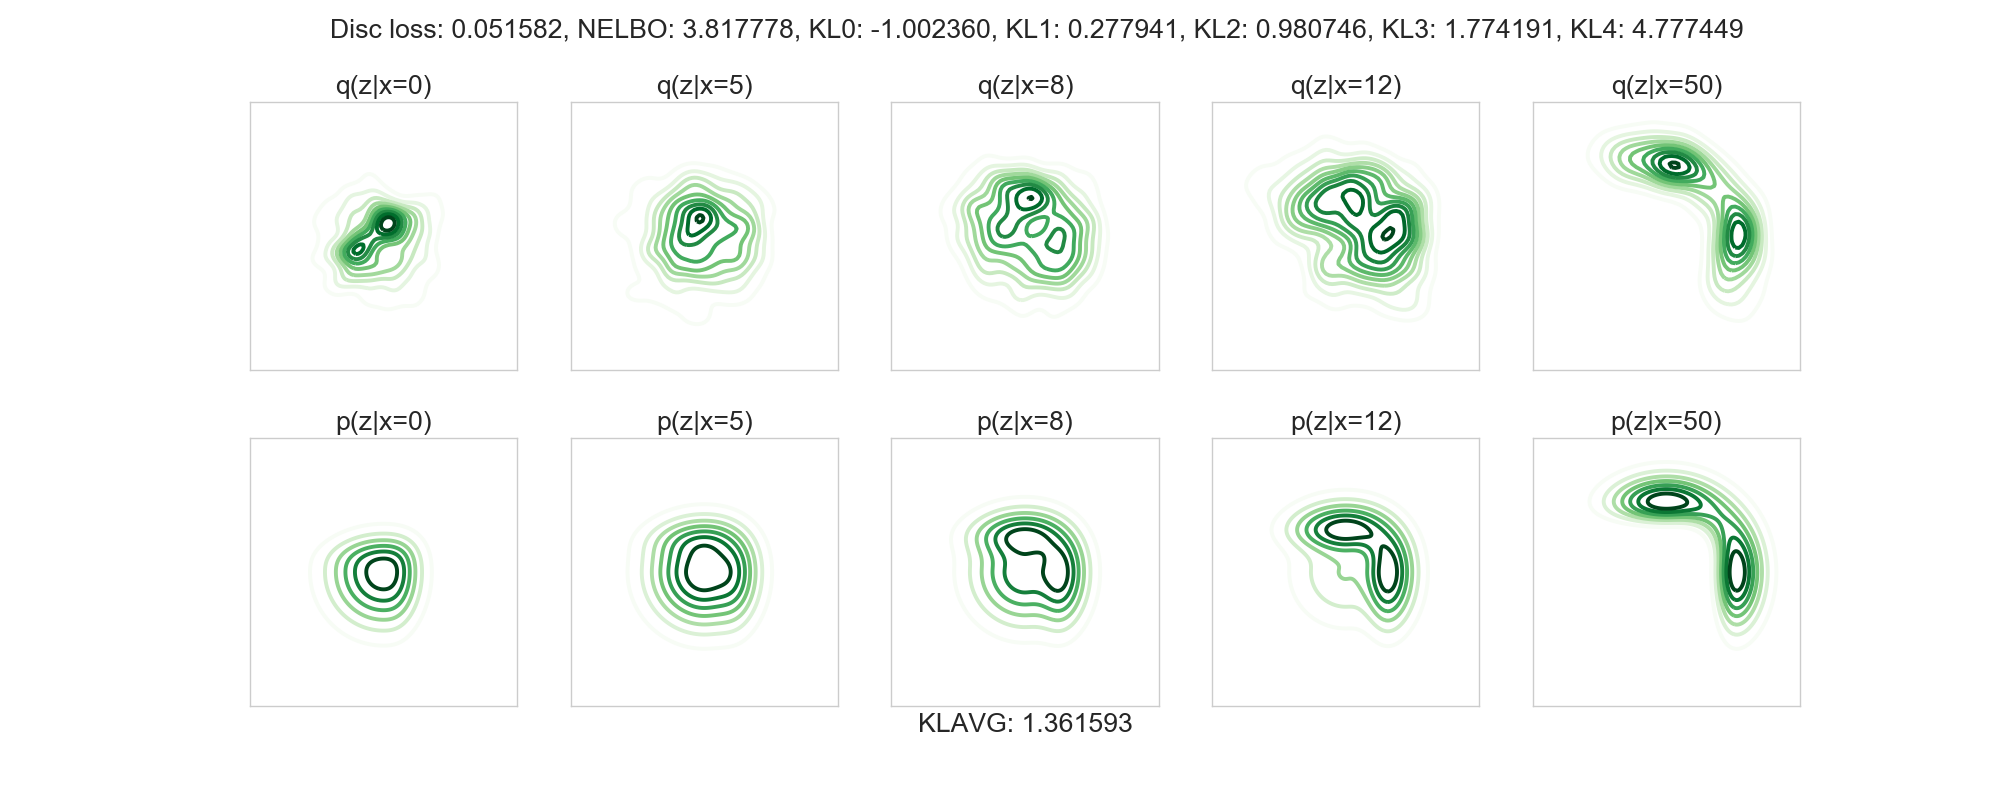 Disc loss: 0.051582, NELBO: 3.817778, KL0: -1.002360, KL1: 0.277941, KL2: 0.980746, KL3: 1.774191, KL4: 4.777449
q(z|x=0) q(z|x=5) q(z|x=8) q(z|x=12) q(z|x=50)
p(z|x=0) p(z|x=5) p(z|x=8) p(z|x=12) p(z|x=50)
KLAVG: 1.361593